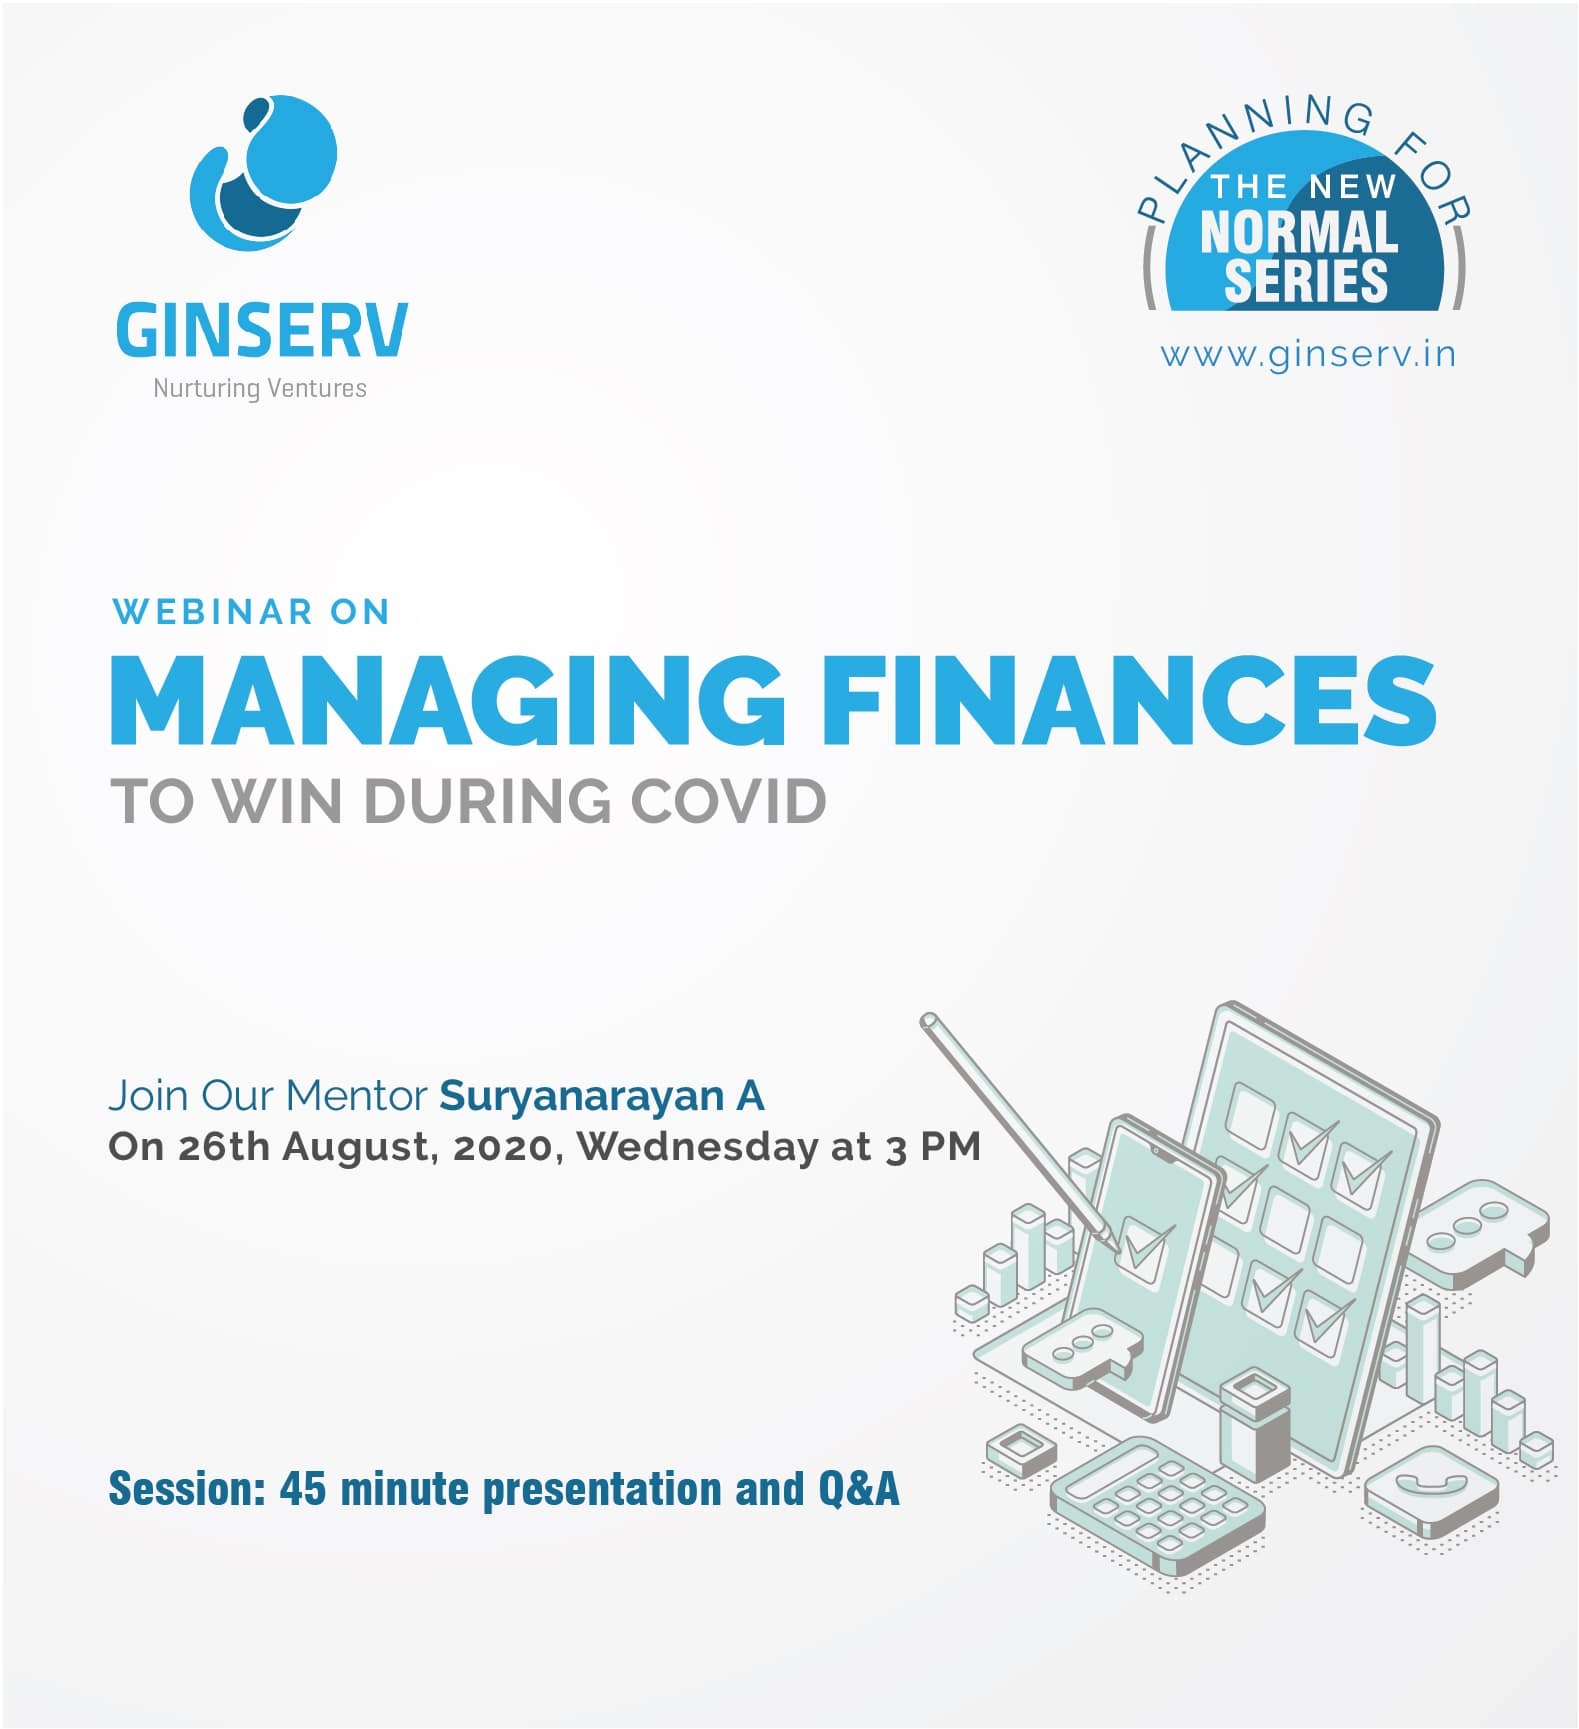 GINSERV
Nurturing Ventures
PLANNING FOR
THE NEW
NORMAL
SERIES
www.ginserv.in
WEBINAR ON
MANAGING FINANCES
TO WIN DURING COVID
Join Our Mentor Suryanarayan A
On 26th August, 2020, Wednesday at 3 PM
Session: 45 minute presentation and Q&A